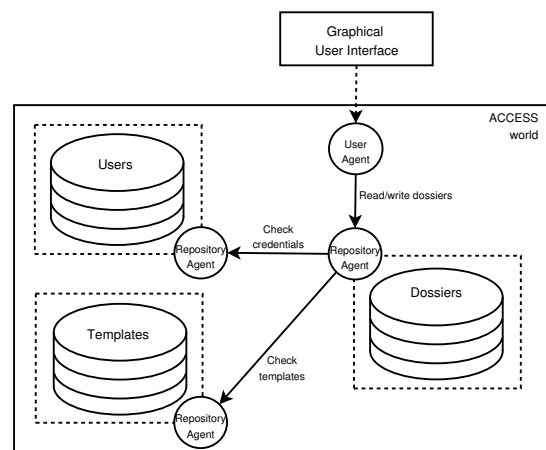 Graphical
User Interface
ACCESS
world
User
Agent
Users
Read/write dossiers
Check
credentials
Repository
Agent
Repository
Agent
Dossiers
Templates
Check
templates
Repository
Agent